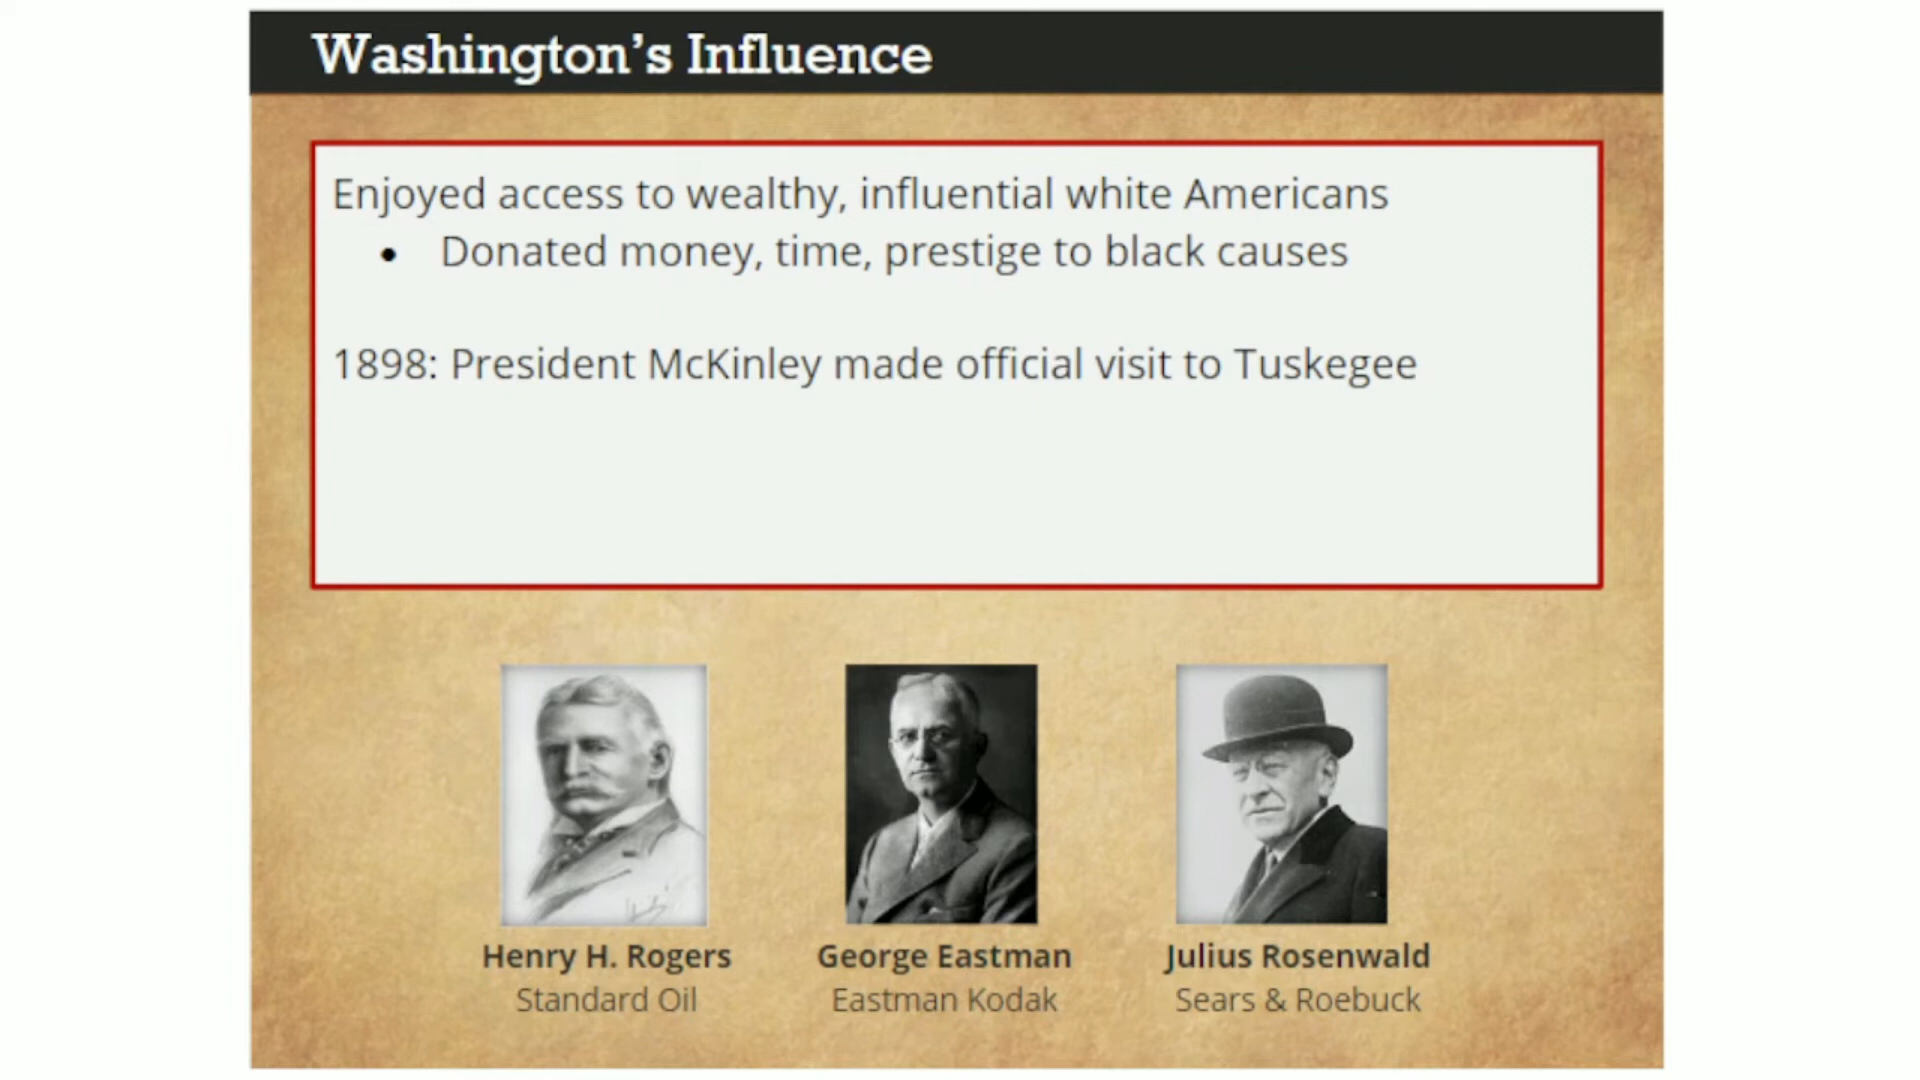 Washington's Influence
Enjoyed access to wealthy, influential white Americans
• Donated money, time, prestige to black causes
1898: President McKinley made official visit to Tuskegee
Henry H. Rogers
Standard Oil
George Eastman
Eastman Kodak
Julius Rosenwald
Sears & Roebuck